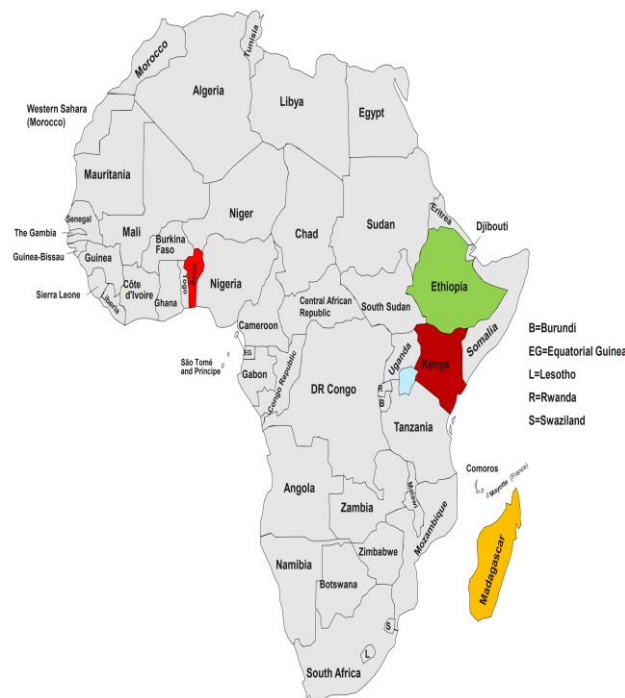 Morocco
Tunisia
Algeria
Libya
Egypt
Western Sahara
(Morocco)
Mauritania
Mali
Niger
Chad
Sudan
Eritrea
Djibouti
Senegal
The Gambia
Guinea-Bissau
Guinea
Sierra Leone
Liberia
Côte
d'Ivoire
Burkina
Faso
Ghana
Togo
Nigeria
Ethiopia
Somalia
Central African
Republic
South Sudan
Cameroon
EG
São Tomé
and Principe
Gabon
Congo Republic
DR Congo
Uganda
Kenya
R
B
Tanzania
B=Burundi
EG=Equatorial Guinea
L=Lesotho
R=Rwanda
S=Swaziland
Comoros
Mayotte (France)
Angola
Zambia
Malawi
Mozambique
Zimbabwe
Namibia
Botswana
Madagascar
S
L
South Africa